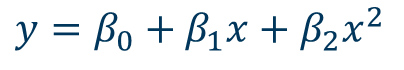 y = β₀ + β₁x + β₂x²